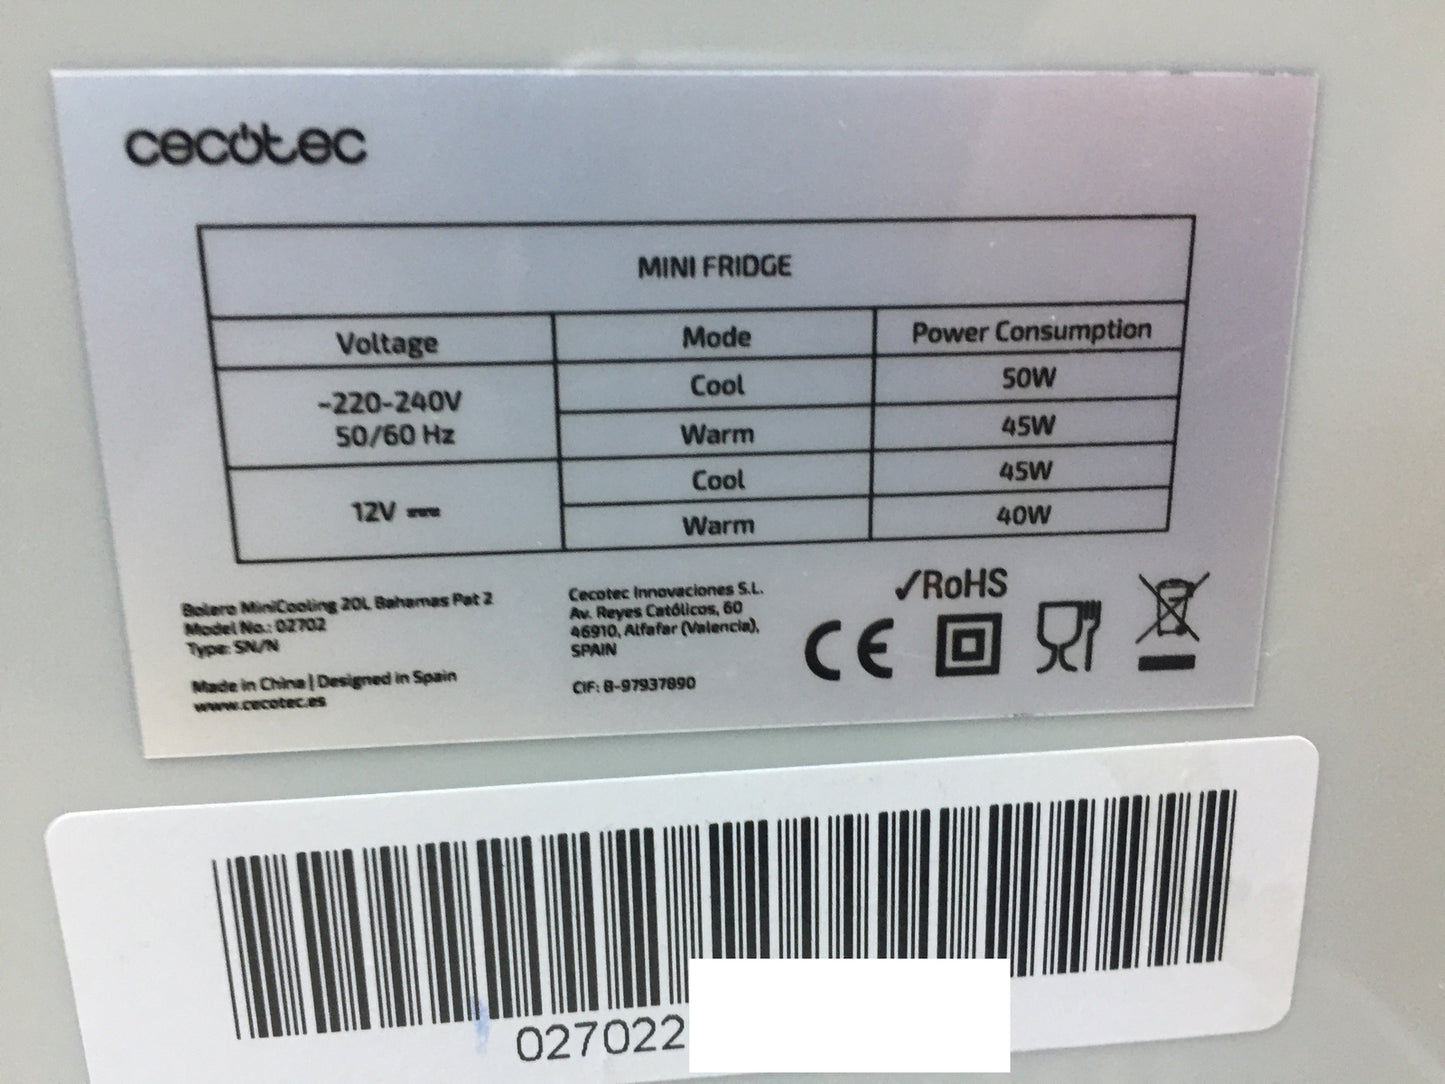 cecotec
MINI FRIDGE
Voltage Mode Power Consumption
~220-240V
50/60 Hz
Cool 50W
Warm 45W
12V ⎓
Cool 45W
Warm 40W
Bolero MiniCooling 20L Bahamas Pat 2
Model No.: 02702
Type: SN/N
Made in China | Designed in Spain
www.cecotec.es
Cecotec Innovaciones S.L.
Av. Reyes Católicos, 60
46910, Alfafar (Valencia),
SPAIN
CIF: B-97937890
✓RoHS
CE
027022